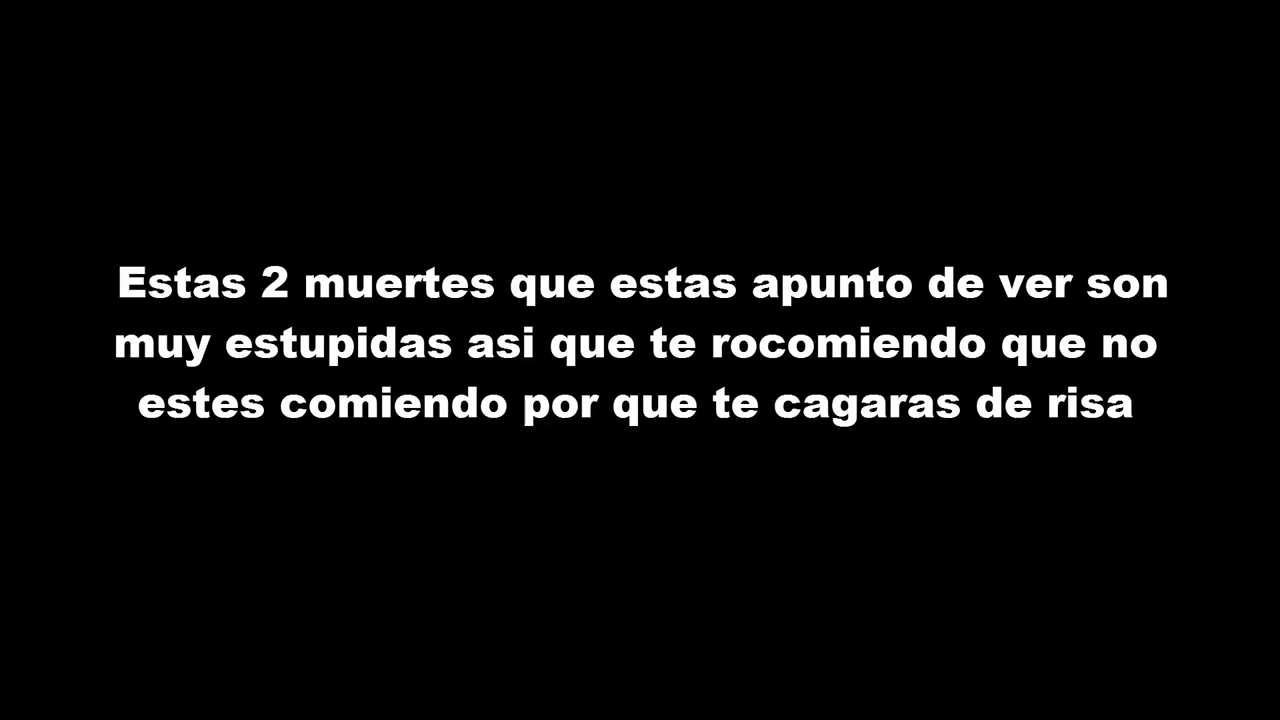 Estas 2 muertes que estas apunto de ver son
muy estupidas asi que te rocomiendo que no
estes comiendo por que te cagaras de risa